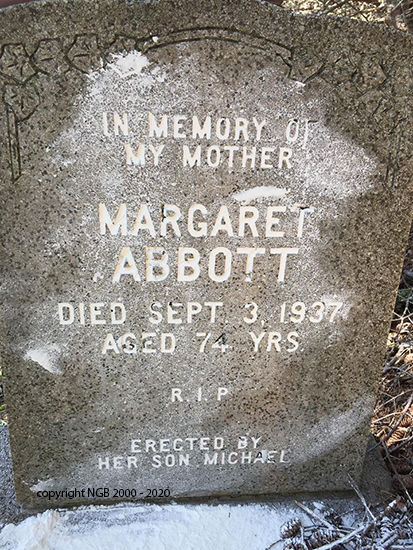 IN MEMORY OF
MY MOTHER
MARGARET
ABBOTT
DIED SEPT. 3, 1937
AGED 74 YRS
R. I. P
ERECTED BY
HER SON MICHAEL
copyright NGB 2000 - 2020